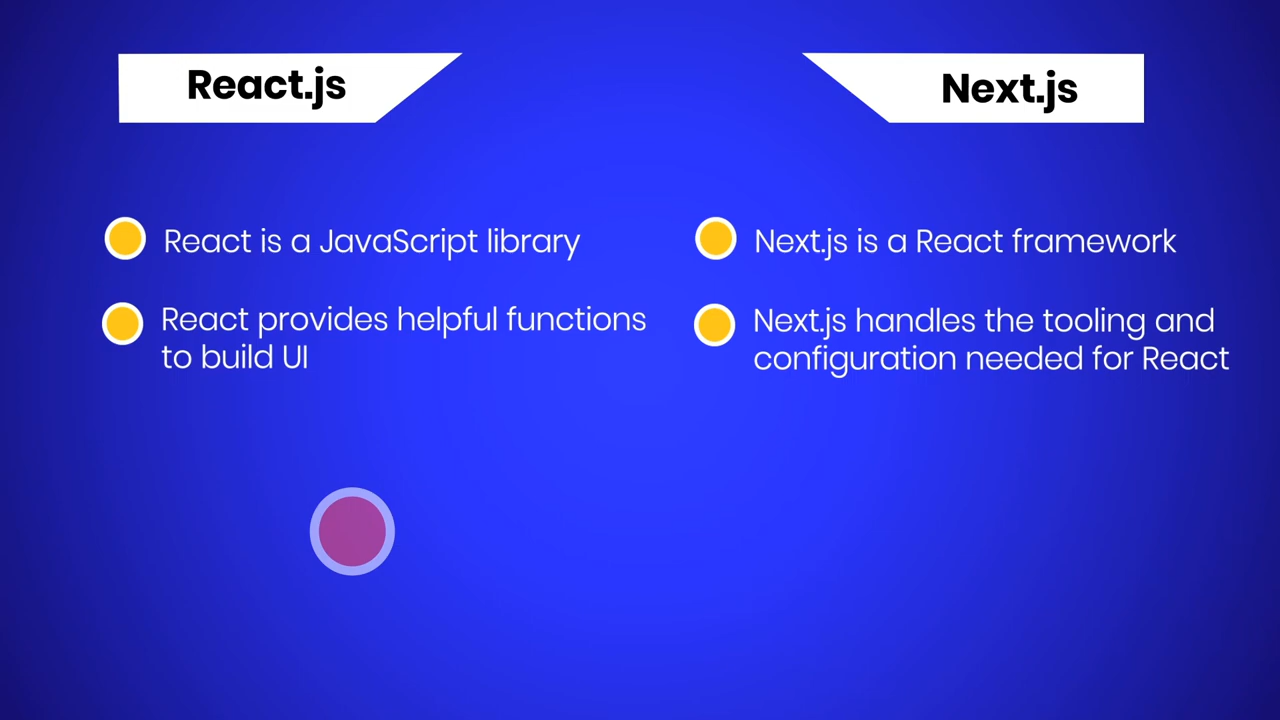 React.js
Next.js
React is a JavaScript library
React provides helpful functions
to build UI
Next.js is a React framework
Next.js handles the tooling and
configuration needed for React